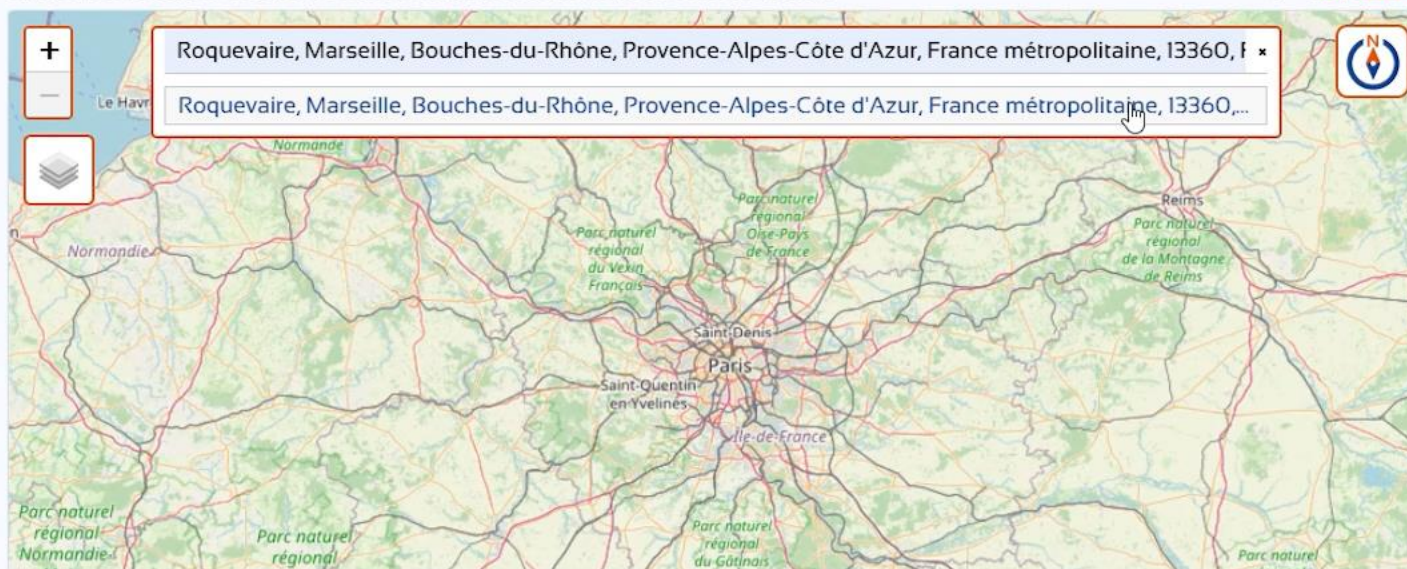 +
Roquevaire, Marseille, Bouches-du-Rhône, Provence-Alpes-Côte d'Azur, France métropolitaine, 13360,
×
N
−
Le Havr
Roquevaire, Marseille, Bouches-du-Rhône, Provence-Alpes-Côte d'Azur, France métropolitaine, 13360,...
Normande
Reims
Parc naturel
régional
Oise-Pays
de France
Parc naturel
régional
de la Montagne
de Reims
Parc naturel
régional
du Vexin
Français
n
Normandie
Saint-Denis
Paris
Saint-Quentin-
en-Yvelines
Île-de-France
Parc naturel
régional
Normandie-
Parc naturel
régional
Parc naturel
régional
du Gâtinais
Parc naturel